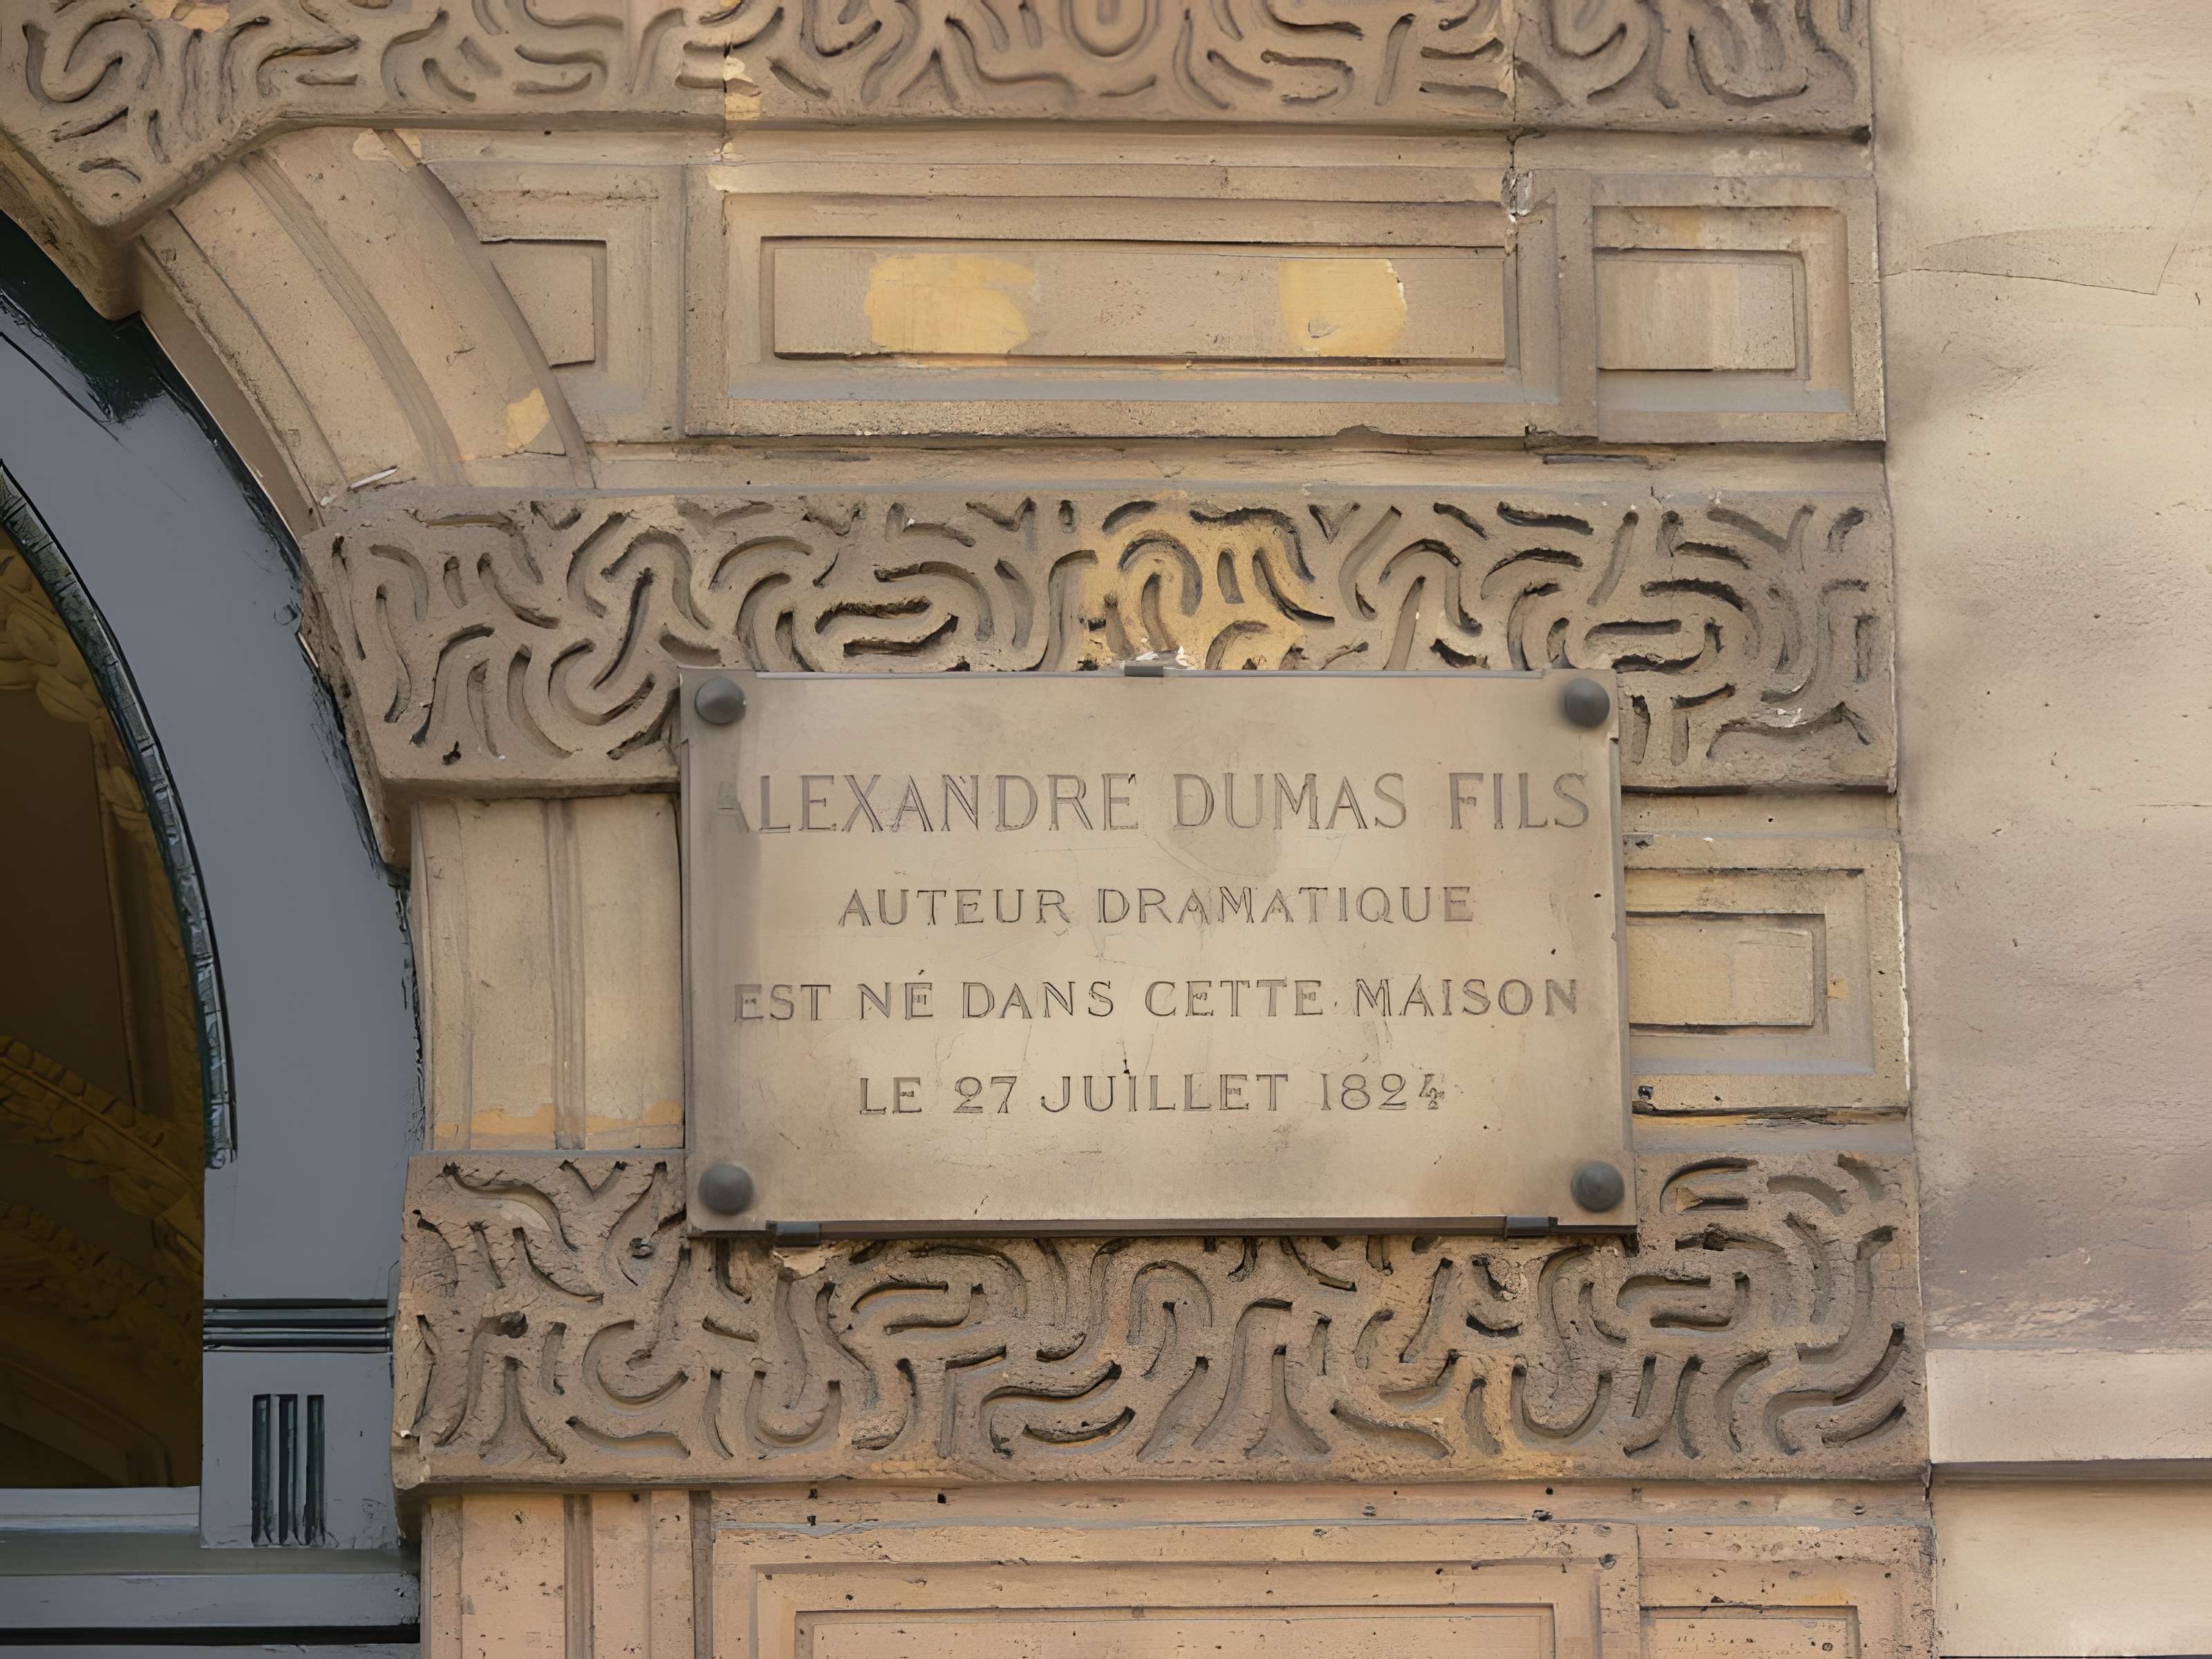 ALEXANDRE DUMAS FILS
AUTEUR DRAMATIQUE
EST NÉ DANS CETTE MAISON
LE 27 JUILLET 1824